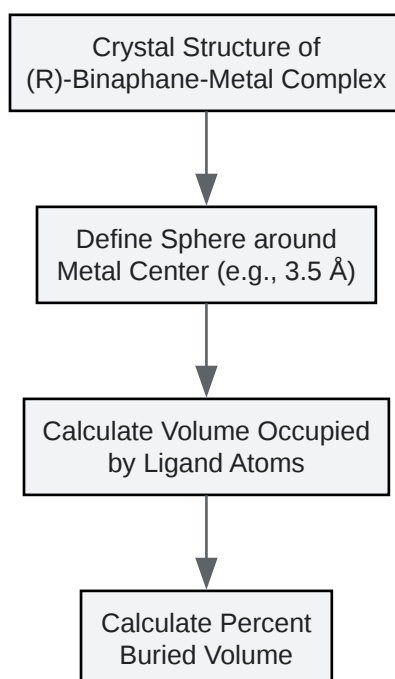 Crystal Structure of
(R)-Binaphane-Metal Complex
Define Sphere around
Metal Center (e.g., 3.5 Å)
Calculate Volume Occupied
by Ligand Atoms
Calculate Percent
Buried Volume